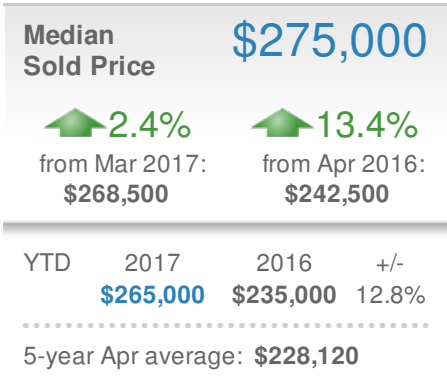 Median $275,000
Sold Price
2.4% 13.4%
from Mar 2017: from Apr 2016:
$268,500 $242,500
YTD 2017 2016 +/-
$265,000 $235,000 12.8%
5-year Apr average: $228,120